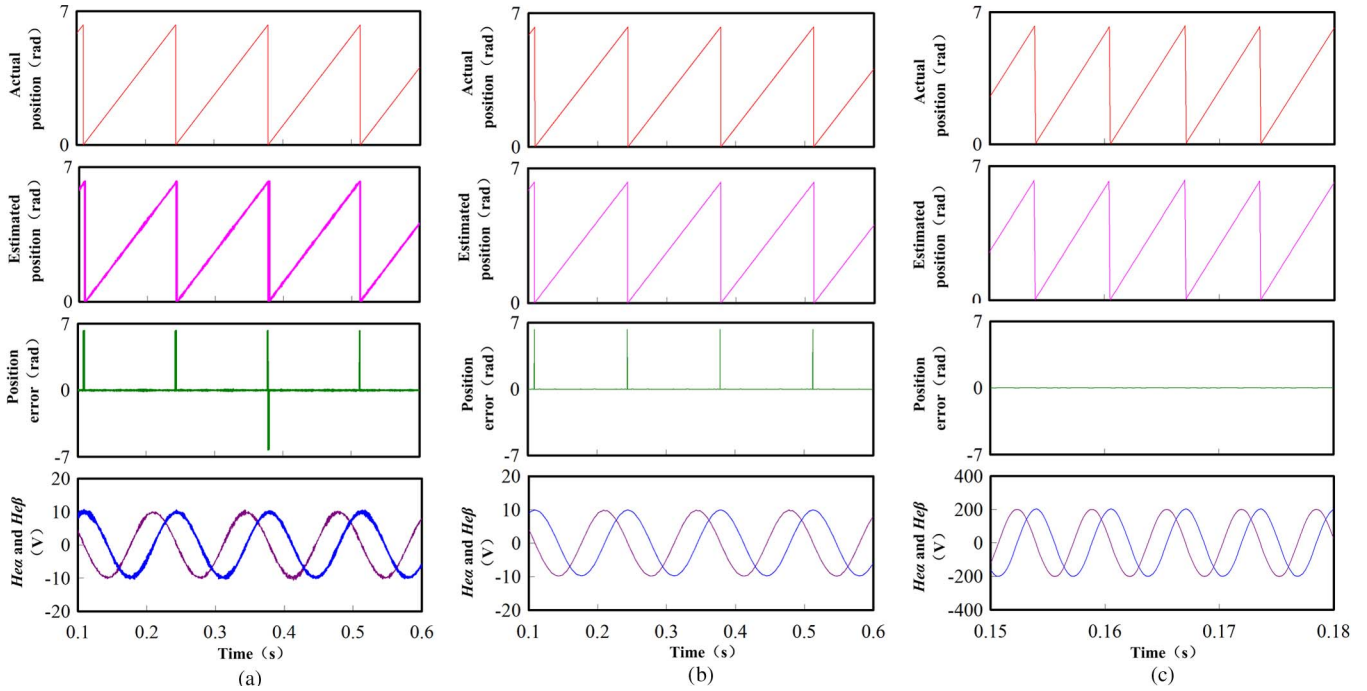 7
Actual
position（rad）
0
7
Estimated
position（rad）
0
7
Position
error（rad）
0
-7
20
10
Heα and Heβ
（V）
0
-10
-20
0.1 0.2 0.3 0.4 0.5 0.6
Time（s）
(a)
7
Actual
position（rad）
0
7
Estimated
position（rad）
0
7
Position
error（rad）
0
-7
20
10
Heα and Heβ
（V）
0
-10
-20
0.1 0.2 0.3 0.4 0.5 0.6
Time（s）
(b)
7
Actual
position（rad）
0
7
Estimated
position（rad）
0
7
Position
error（rad）
0
-7
400
200
Heα and Heβ
（V）
0
-200
-400
0.15 0.16 0.17 0.18
Time（s）
(c)